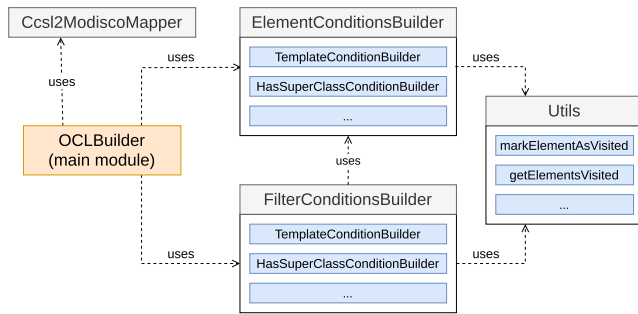 Ccsl2ModiscoMapper
ElementConditionsBuilder
TemplateConditionBuilder
HasSuperClassConditionBuilder
...
uses
uses
uses
OCLBuilder
(main module)
Utils
markElementAsVisited
getElementsVisited
...
uses
FilterConditionsBuilder
TemplateConditionBuilder
HasSuperClassConditionBuilder
...
uses
uses